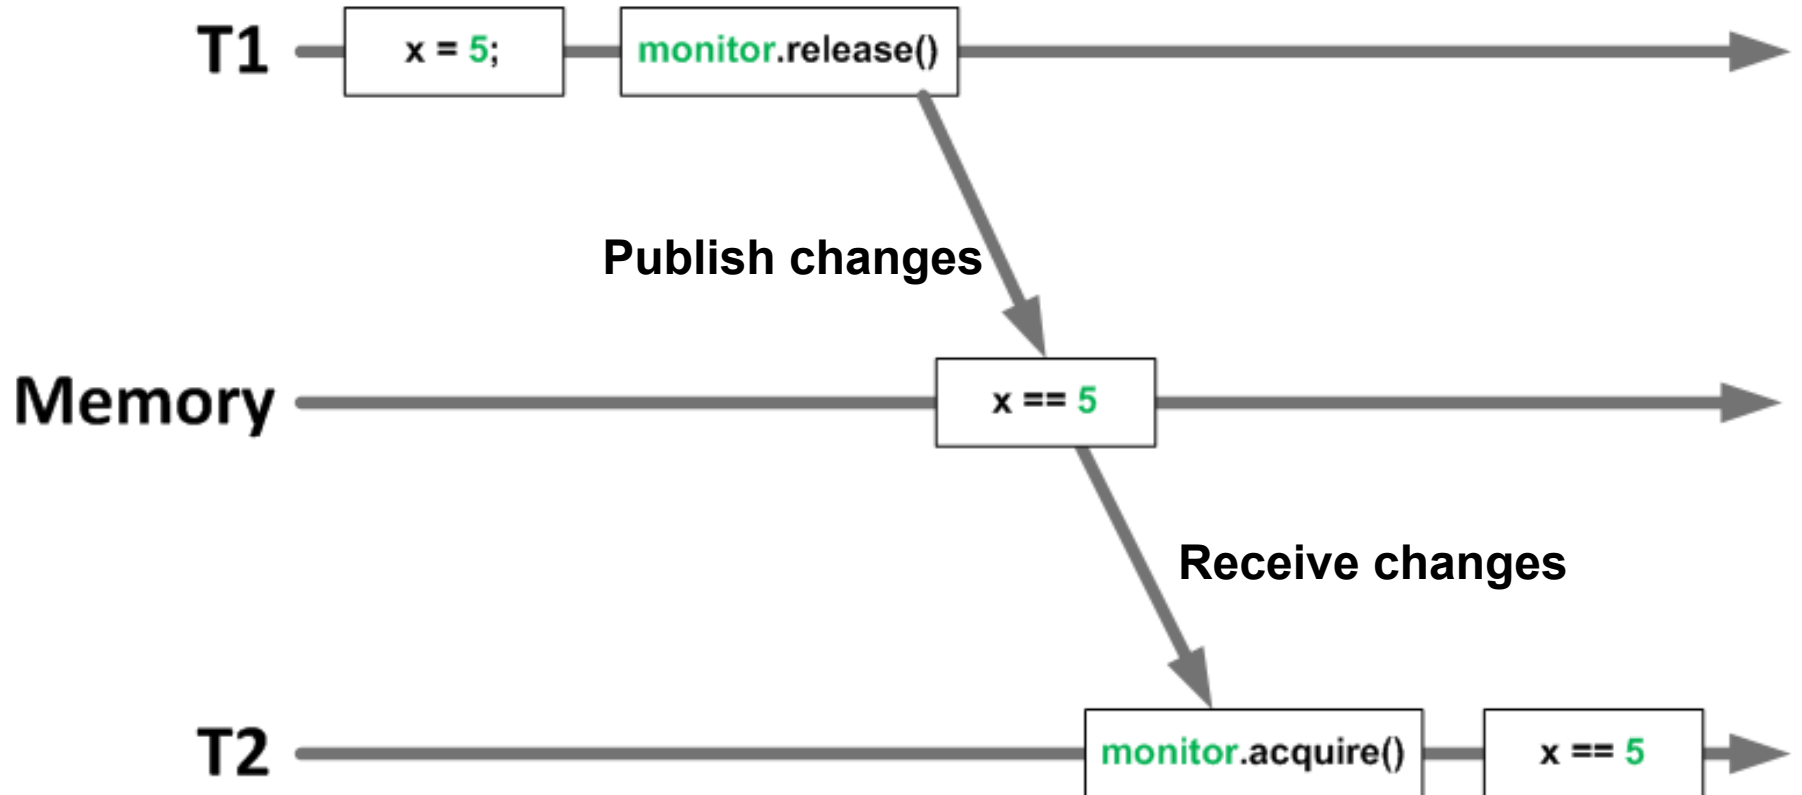 T1
x = 5;
monitor.release()
Publish changes
Memory
x == 5
Receive changes
T2
monitor.acquire()
x == 5